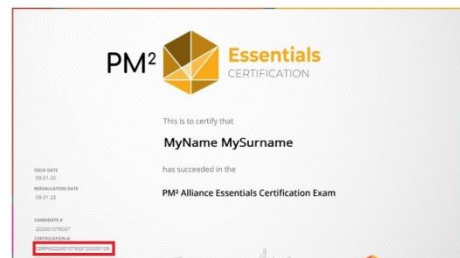 PM² Essentials
CERTIFICATION
This is to certify that
MyName MySurname
has succeeded in the
PM² Alliance Essentials Certification Exam
ISSUE DATE
09.01.20
REVALUATION DATE
09.01.23
CANDIDATE #
CERTIFICATION #